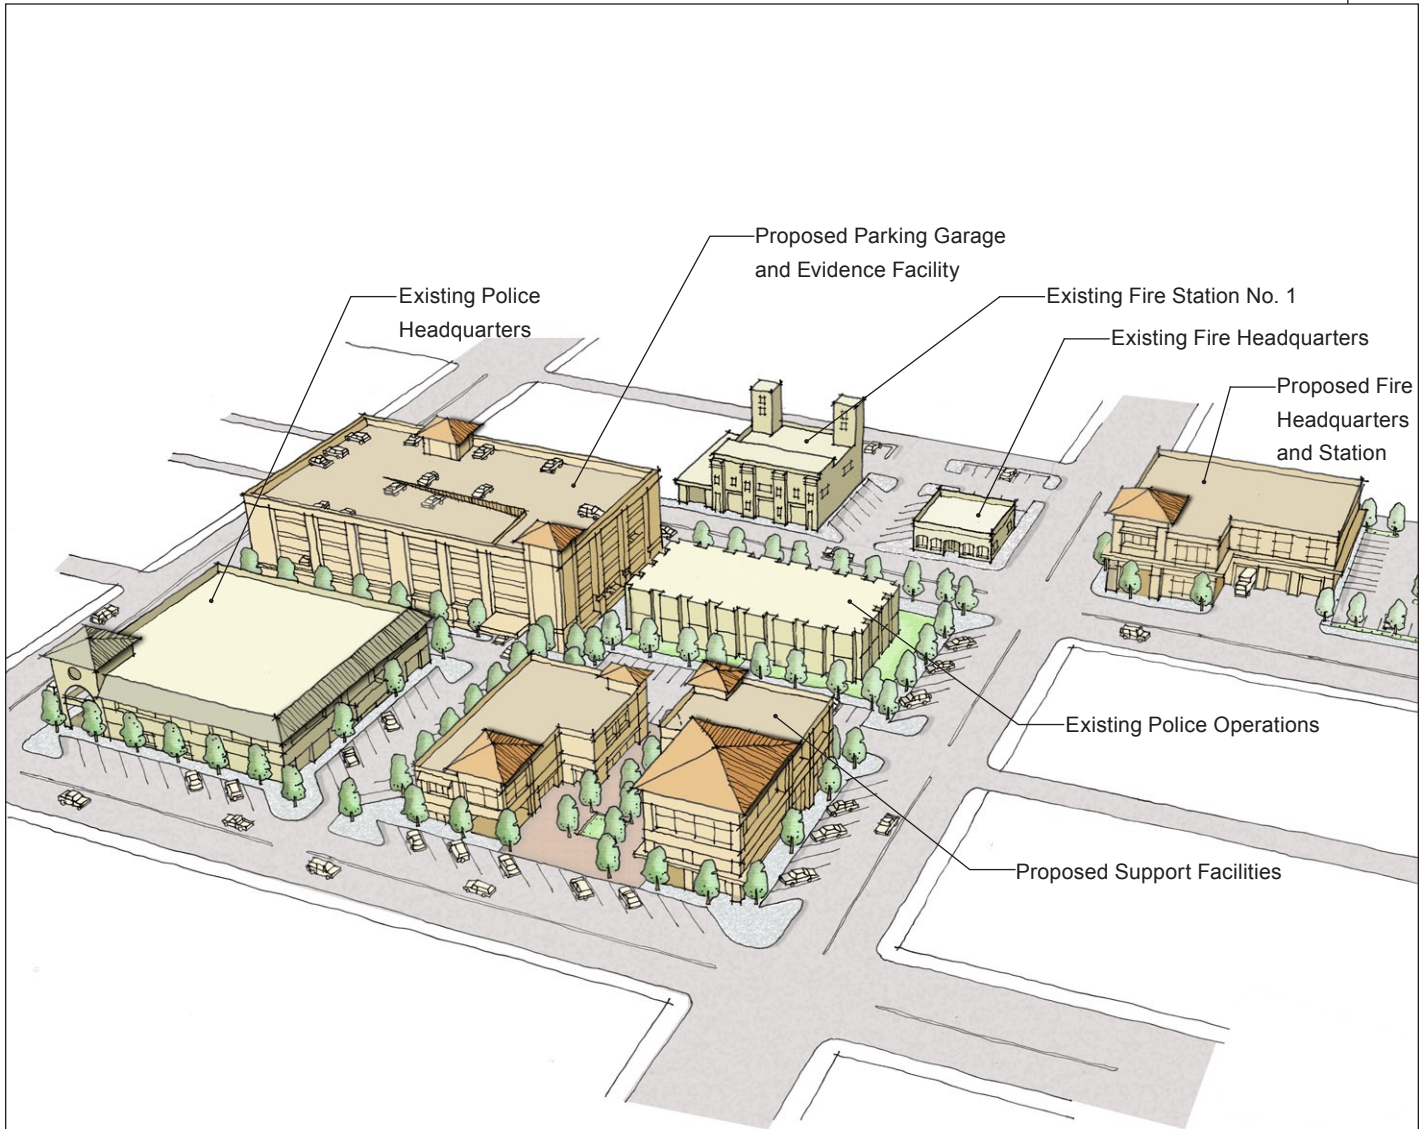 Proposed Parking Garage
and Evidence Facility
Existing Police
Headquarters
Existing Fire Station No. 1
Existing Fire Headquarters
Proposed Fire
Headquarters
and Station
Existing Police Operations
Proposed Support Facilities